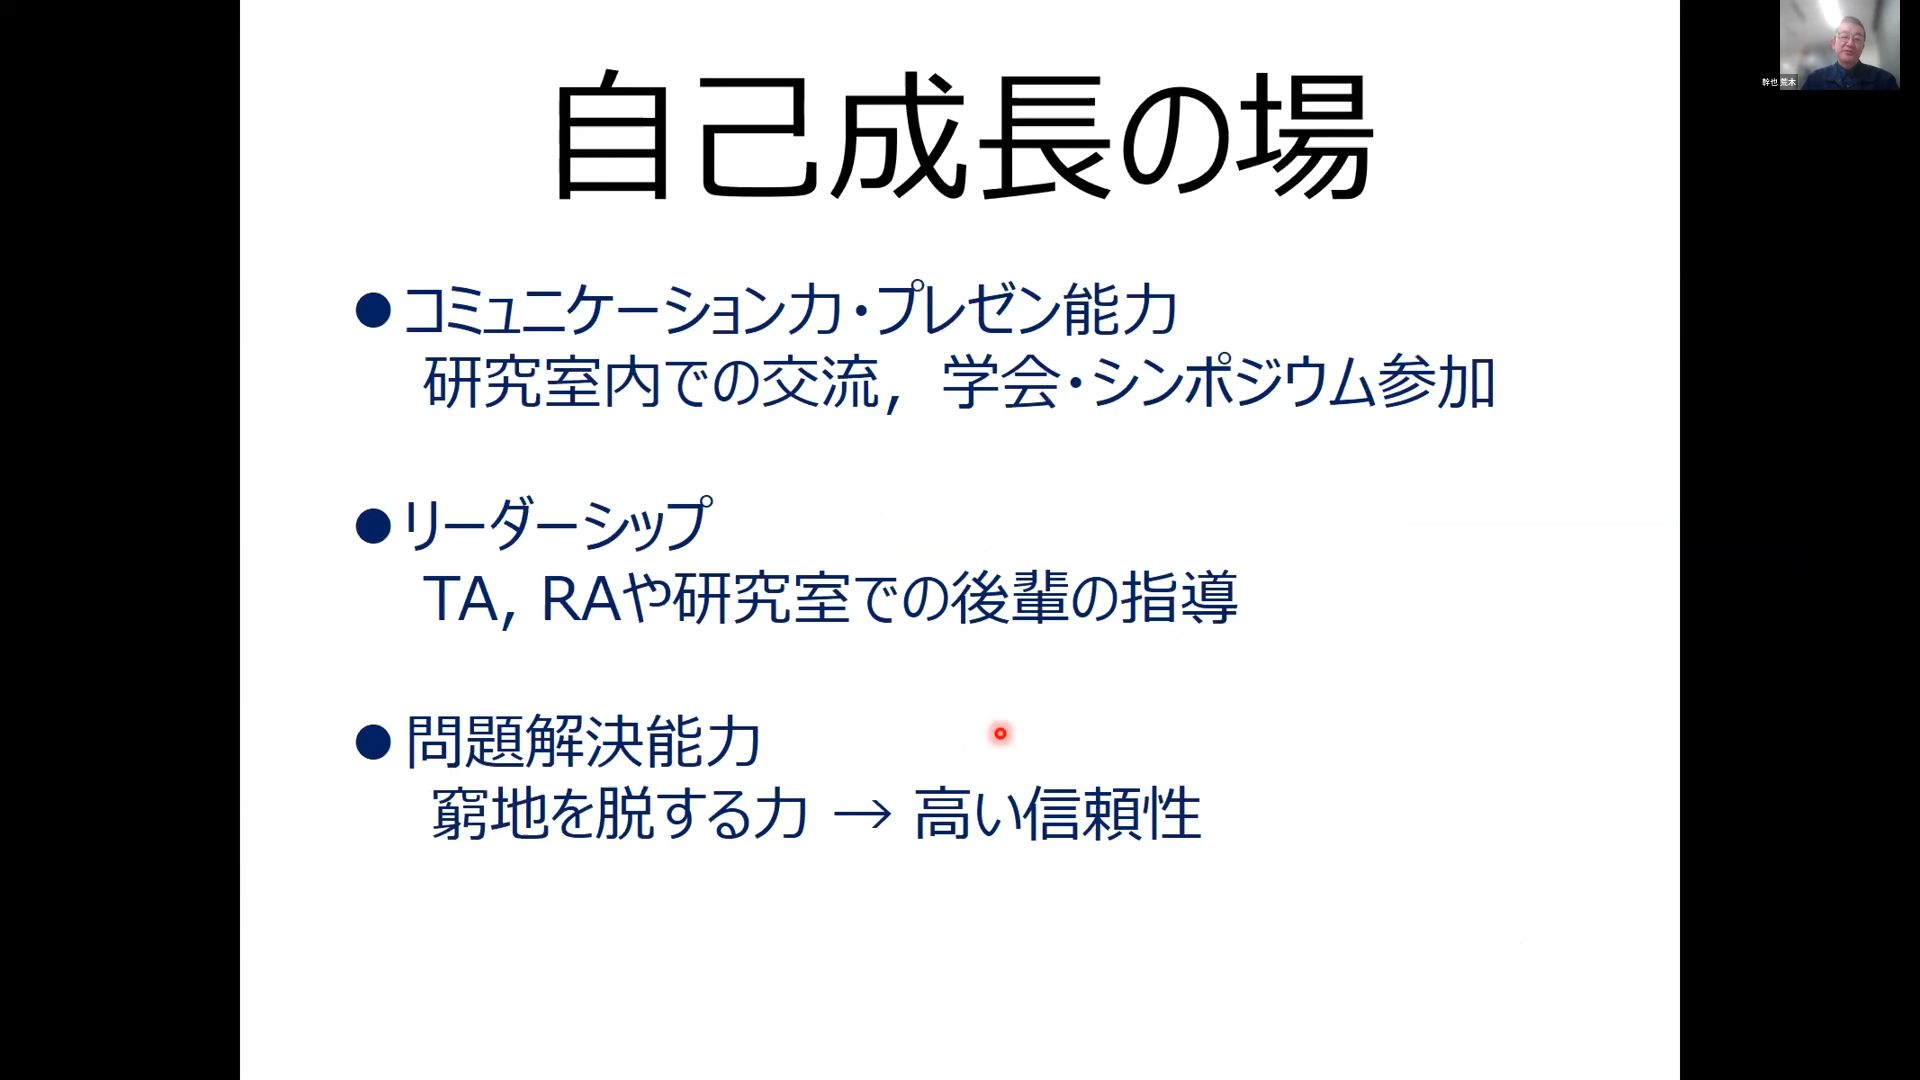 自己成長の場
幹也 荒木
●コミュニケーション力・プレゼン能力
研究室内での交流，学会・シンポジウム参加
●リーダーシップ
TA, RAや研究室での後輩の指導
●問題解決能力
窮地を脱する力 → 高い信頼性